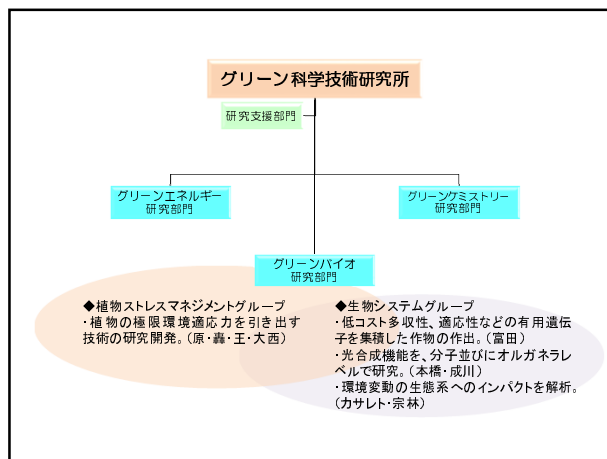 グリーン科学技術研究所
研究支援部門
グリーンエネルギー
研究部門
グリーンケミストリー
研究部門
グリーンバイオ
研究部門
◆植物ストレスマネジメントグループ
・植物の極限環境適応力を引き出す
技術の研究開発。(原・轟・王・大西)
◆生物システムグループ
・低コスト多収性、適応性などの有用遺伝
子を集積した作物の作出。(富田)
・光合成機能を、分子並びにオルガネラレ
ベルで研究。(本橋・成川)
・環境変動の生態系へのインパクトを解析。
(カサレト・宗林)